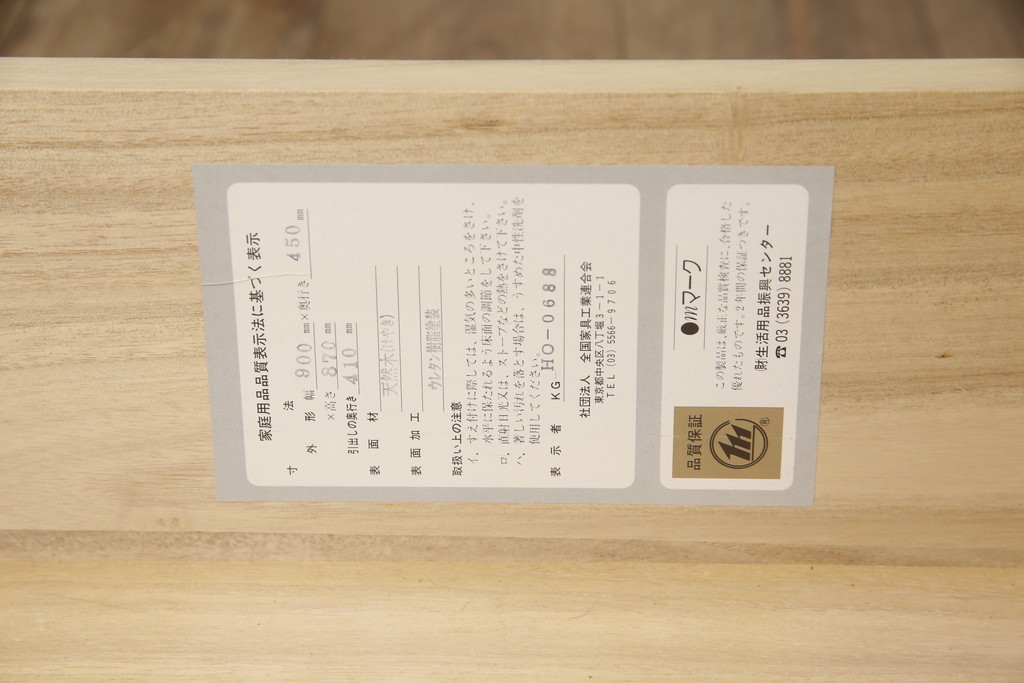 家庭用品品質表示法に基づく表示
寸法
外形 幅 900 mm × 奥行き 450 mm
×高さ 870 mm
引出しの奥行き 410 mm
表面材 天然木(けやき)
表面加工 ウレタン樹脂塗装
取扱い上の注意
イ、すえ付けに際しては、湿気の多いところをさけ、
水平に保たれるよう床面の調節をして下さい。
ロ、直射日光又は、ストーブなどの熱をさけて下さい。
ハ、著しい汚れを落とす場合は、うすめた中性洗剤を
使用してください。
表示者 KG HO-0688
社団法人 全国家具工業連合会
東京都中央区八丁堀3-1-1
TEL (03) 5566-9706
品質保証
®
●mマーク
この製品は、厳正な品質検査に、合格した
優れたものです。2年間の保証つきです。
㈶生活用品振興センター
☎ 03 (3639) 8881